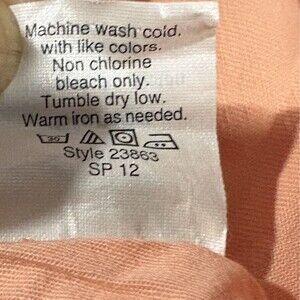 Machine wash cold.
with like colors.
Non chlorine
bleach only.
Tumble dry low.
Warm iron as needed.
Style 23863
SP 12